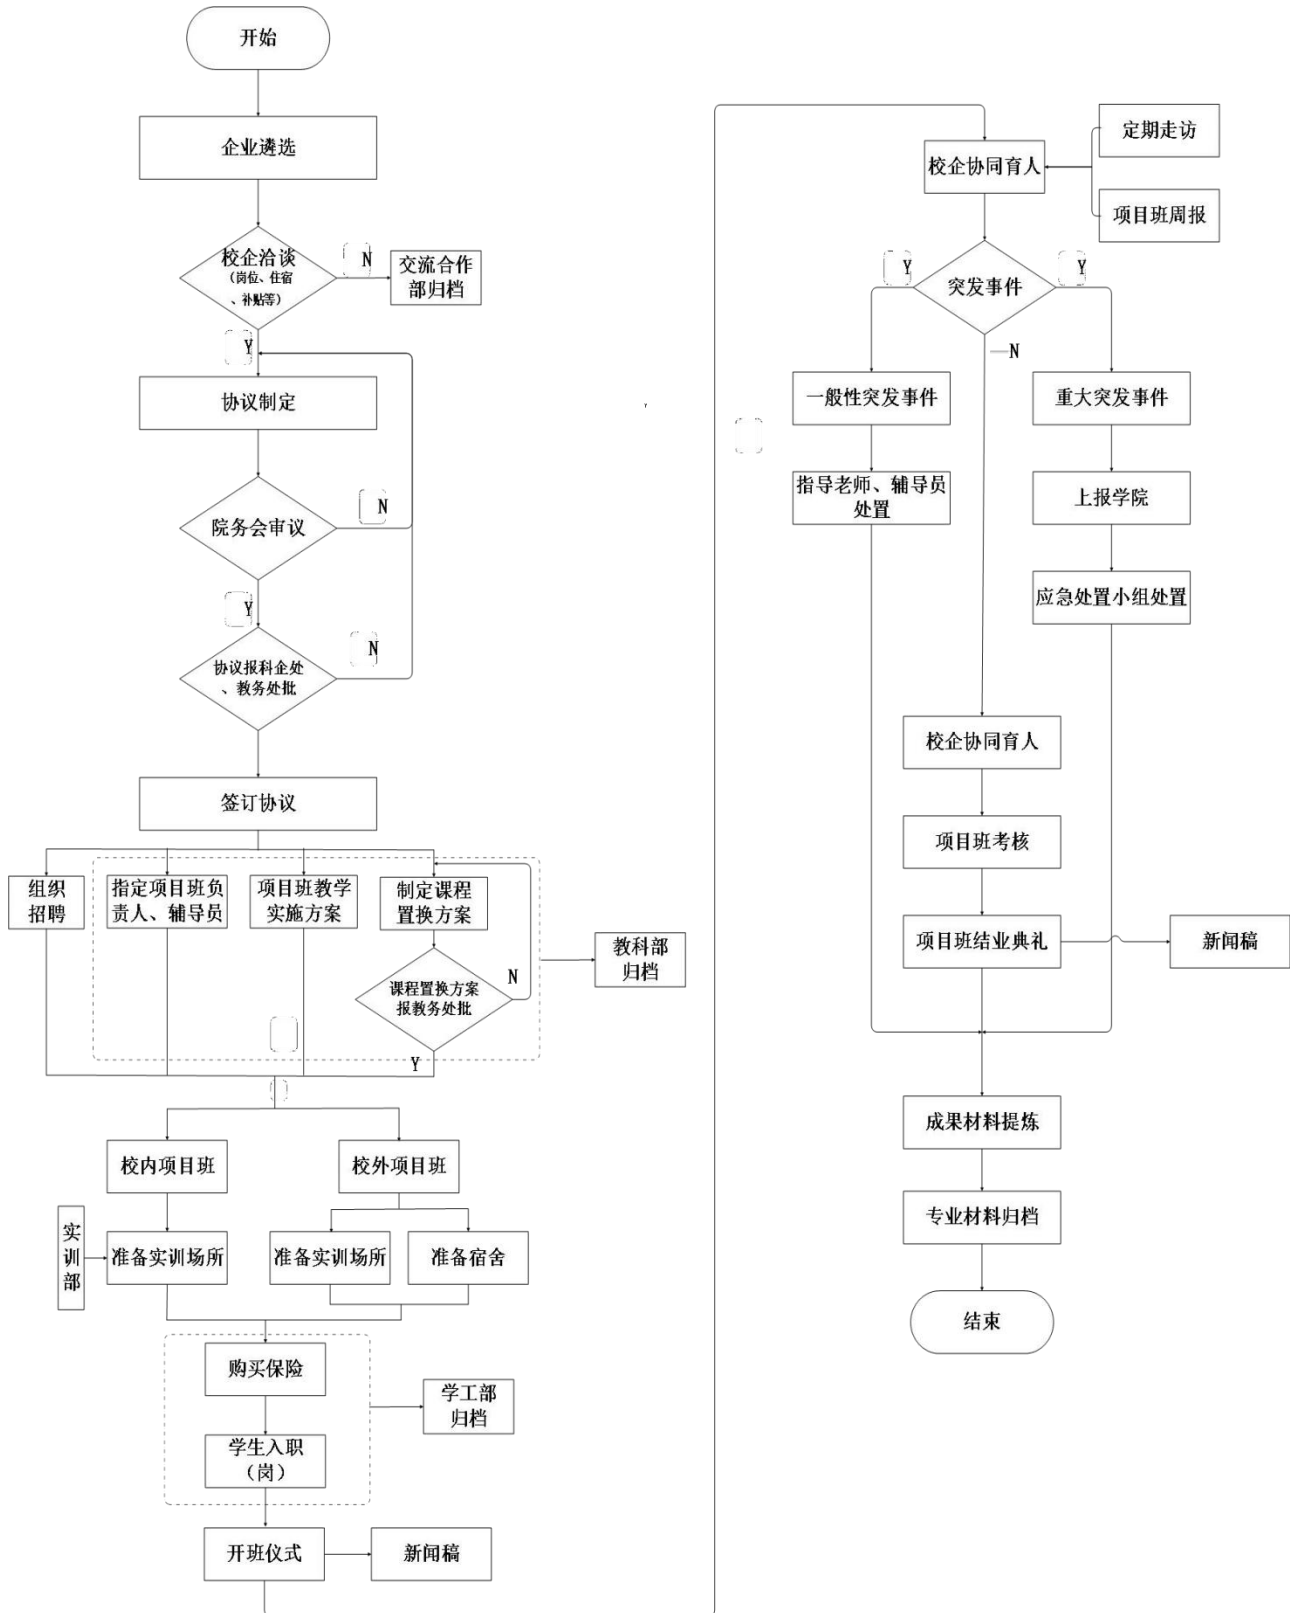 开始
企业遴选
校企洽谈
（岗位、住宿
、补贴等）
N
交流合作
部归档
Y
协议制定
院务会审议
N
Y
协议报科企处
、教务处批
N
签订协议
组织
招聘
指定项目班负
责人、辅导员
项目班教学
实施方案
制定课程
置换方案
课程置换方案
报教务处批
N
Y
教科部
归档
校内项目班
校外项目班
实
训
部
准备实训场所
准备实训场所
准备宿舍
购买保险
学生入职
（岗）
学工部
归档
开班仪式
新闻稿
校企协同育人
定期走访
项目班周报
突发事件
Y
Y
N
一般性突发事件
重大突发事件
指导老师、辅导员
处置
上报学院
应急处置小组处置
校企协同育人
项目班考核
项目班结业典礼
新闻稿
成果材料提炼
专业材料归档
结束